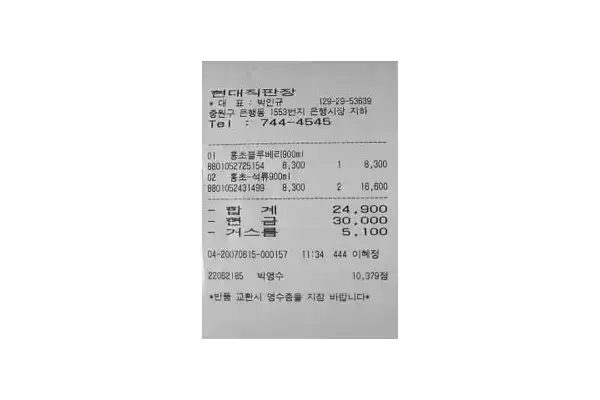 현대직판장
* 대 표 : 박인규 129-29-53639
중원구 은행동 1553번지 은행시장 지하
Tel : 744-4545
01 홍초블루베리900ml
8801052725154 8,300 1 8,300
02 홍초-석류900ml
8801052431499 8,300 2 16,600
- 합 계 24,900
- 현 금 30,000
- 거스름 5,100
04-20070615-000157 11:34 444 이혜정
22062185 박영수 10,379점
*반품 교환시 영수증을 지참 바랍니다*